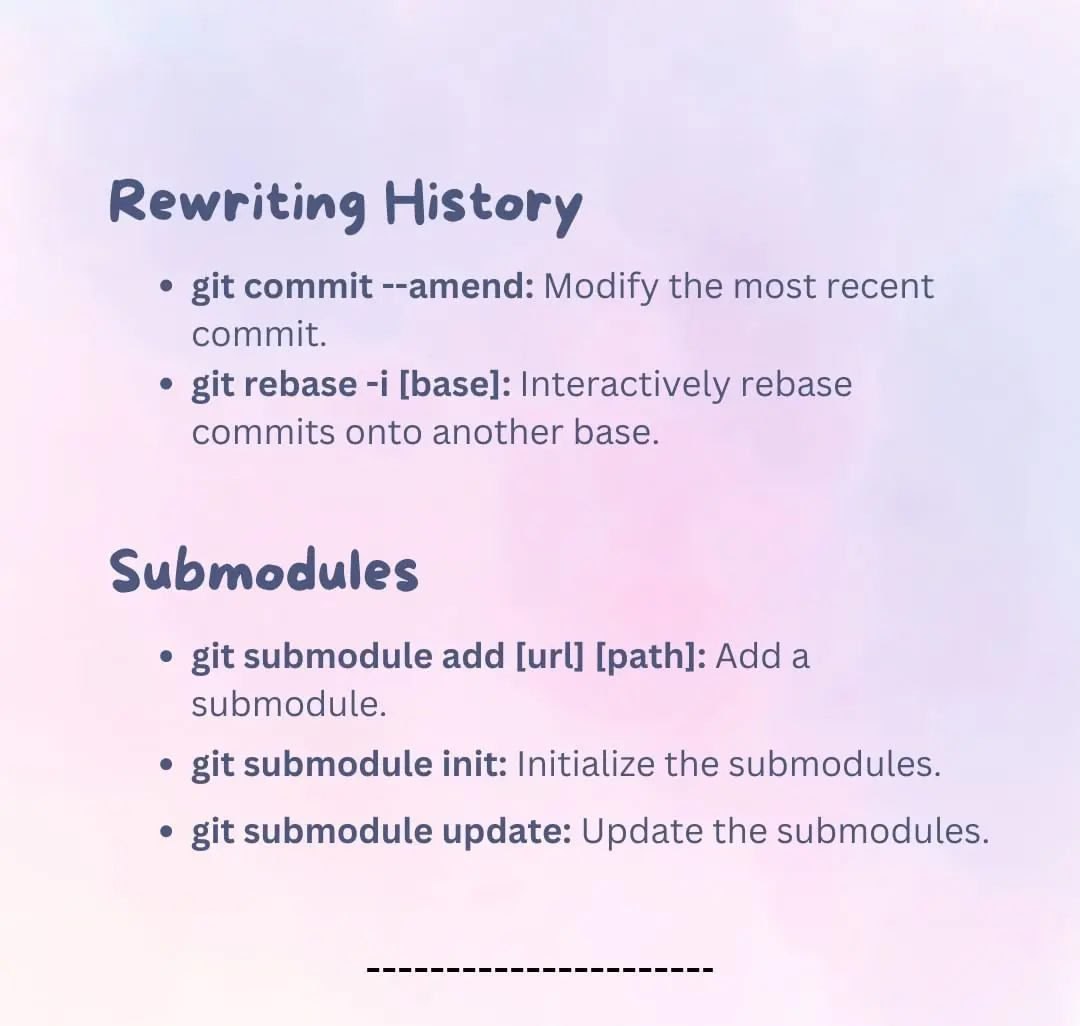 Rewriting History
• git commit --amend: Modify the most recent
commit.
• git rebase -i [base]: Interactively rebase
commits onto another base.
Submodules
• git submodule add [url] [path]: Add a
submodule.
• git submodule init: Initialize the submodules.
• git submodule update: Update the submodules.
----------------------